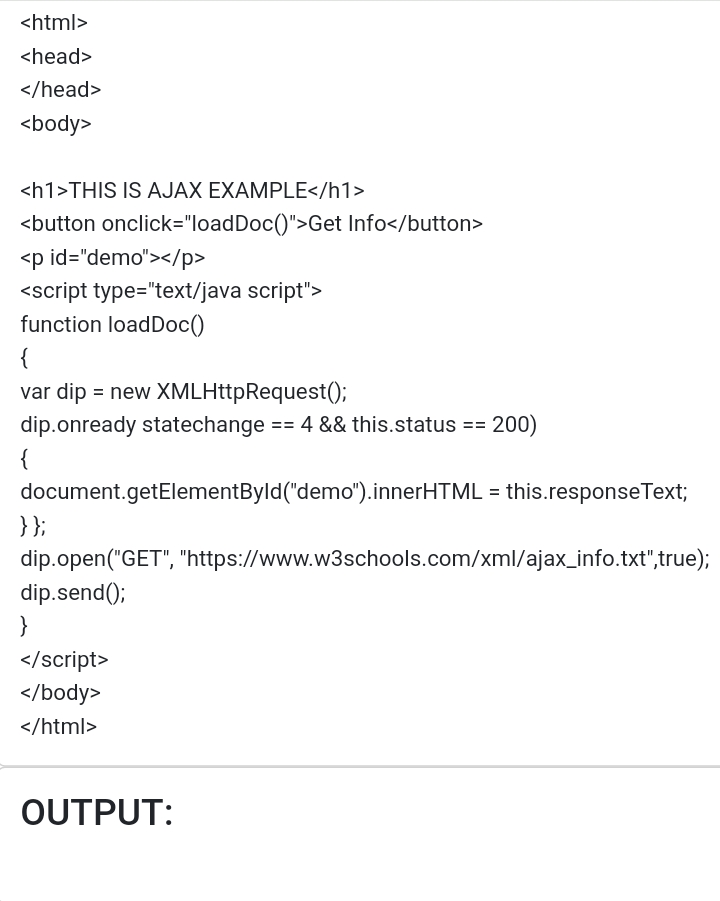 <html>
<head>
</head>
<body>
<h1>THIS IS AJAX EXAMPLE</h1>
<button onclick="loadDoc()">Get Info</button>
<p id="demo"></p>
<script type="text/java script">
function loadDoc()
{
var dip = new XMLHttpRequest();
dip.onready statechange == 4 && this.status == 200)
{
document.getElementById("demo").innerHTML = this.responseText;
} };
dip.open("GET", "https://www.w3schools.com/xml/ajax_info.txt",true);
dip.send();
}
</script>
</body>
</html>
OUTPUT: